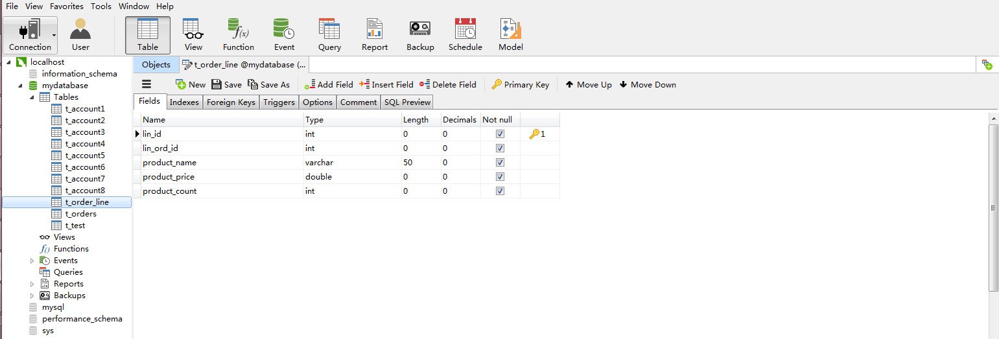 File View Favorites Tools Window Help
Connection User Table View Function Event Query Report Backup Schedule Model
localhost
information_schema
mydatabase
Tables
t_account1
t_account2
t_account3
t_account4
t_account5
t_account6
t_account7
t_account8
t_order_line
t_orders
t_test
Views
Functions
Events
Queries
Reports
Backups
mysql
performance_schema
sys
Objects t_order_line @mydatabase (...
New Save Save As Add Field Insert Field Delete Field Primary Key Move Up Move Down
Fields Indexes Foreign Keys Triggers Options Comment SQL Preview
Name Type Length Decimals Not null
lin_id int 0 0 1
lin_ord_id int 0 0
product_name varchar 50 0
product_price double 0 0
product_count int 0 0